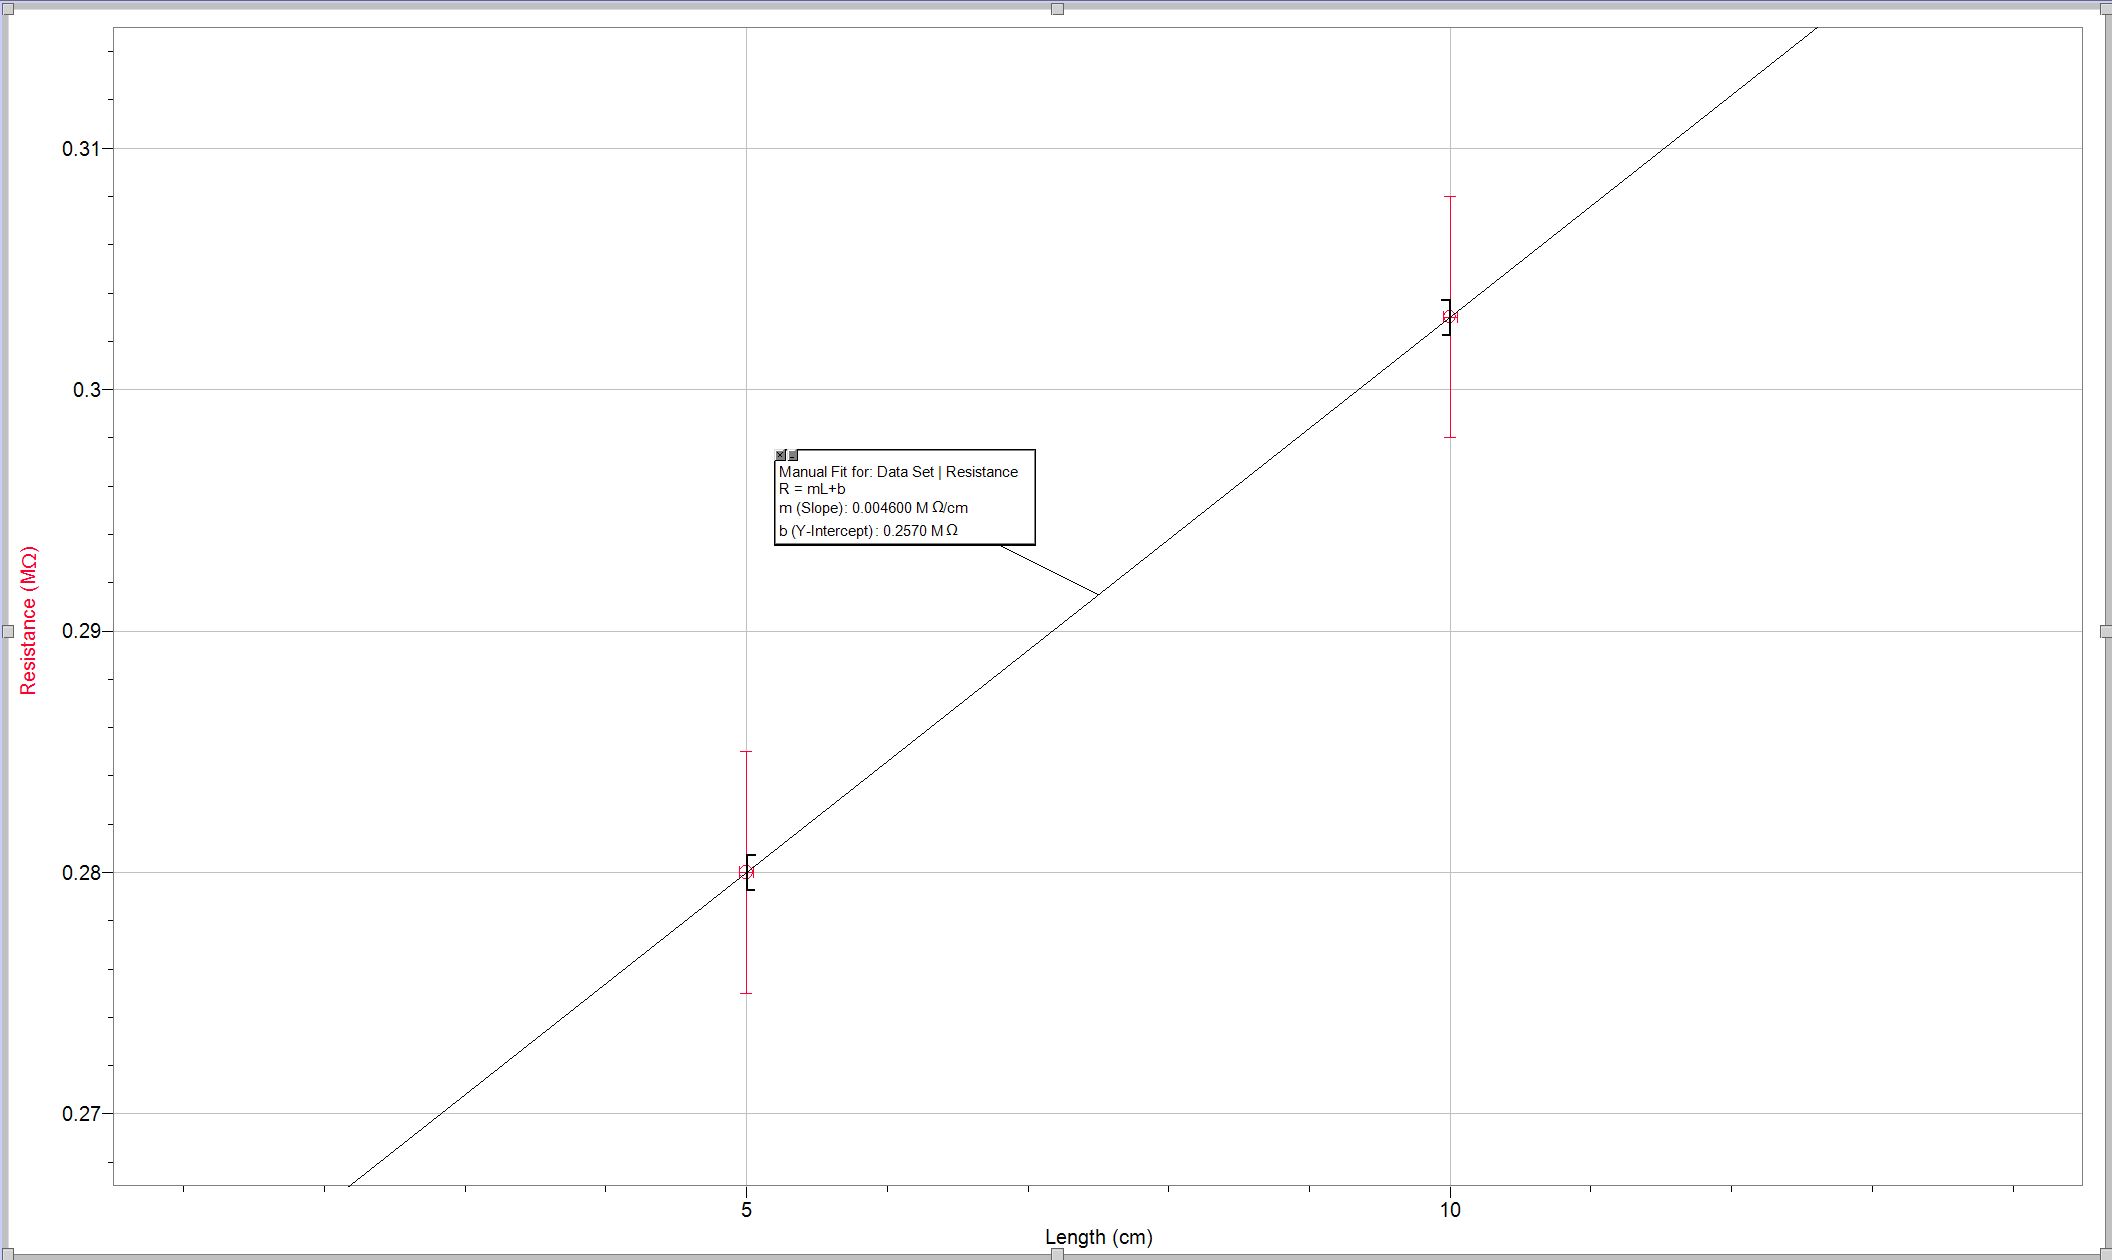 0.31
0.3
Manual Fit for: Data Set | Resistance
R = mL+b
m (Slope): 0.004600 M Ω/cm
b (Y-Intercept): 0.2570 M Ω
0.29
Resistance (MΩ)
0.28
0.27
5 10
Length (cm)